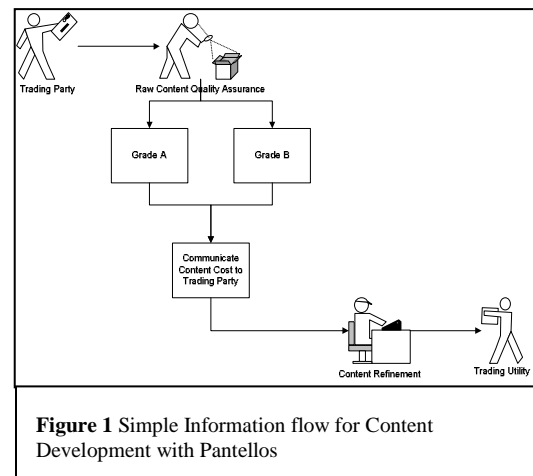 Trading Party
Raw Content Quality Assurance
Grade A
Grade B
Communicate
Content Cost to
Trading Party
Content Refinement
Trading Utility
Figure 1 Simple Information flow for Content
Development with Pantellos